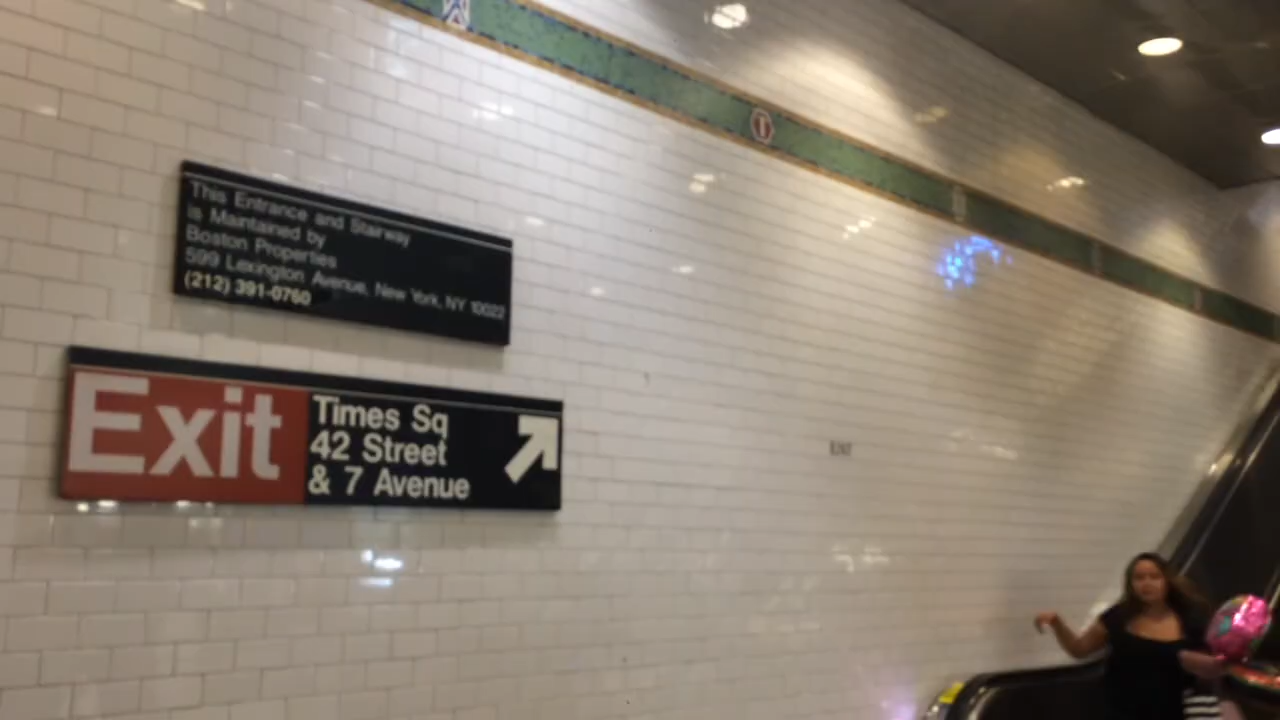 This Entrance and Stairway
is Maintained by
Boston Properties
599 Lexington Avenue, New York, NY 10022
(212) 391-0760
Exit
Times Sq
42 Street
& 7 Avenue
EXIT